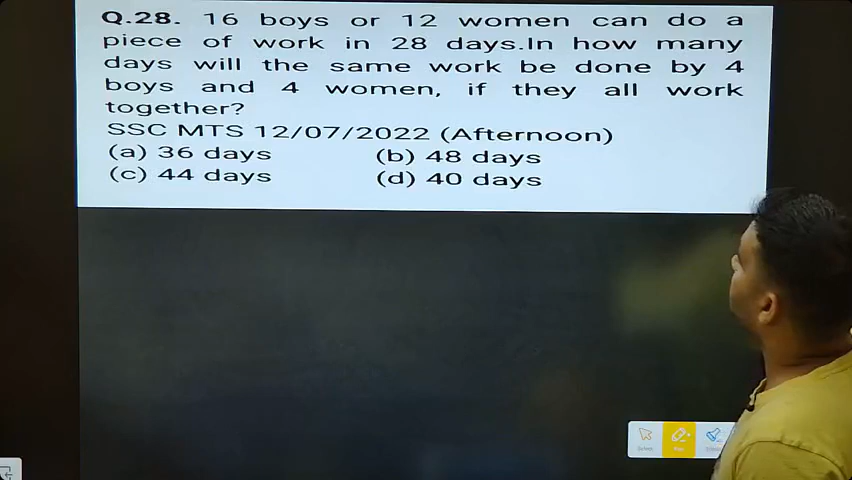 Q.28. 16 boys or 12 women can do a
piece of work in 28 days.In how many
days will the same work be done by 4
boys and 4 women, if they all work
together?
SSC MTS 12/07/2022 (Afternoon)
(a) 36 days (b) 48 days
(c) 44 days (d) 40 days